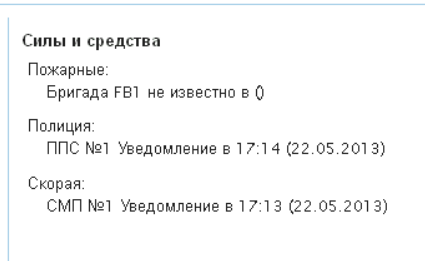 Силы и средства
Пожарные:
Бригада FB1 не известно в ()
Полиция:
ППС №1 Уведомление в 17:14 (22.05.2013)
Скорая:
СМП №1 Уведомление в 17:13 (22.05.2013)